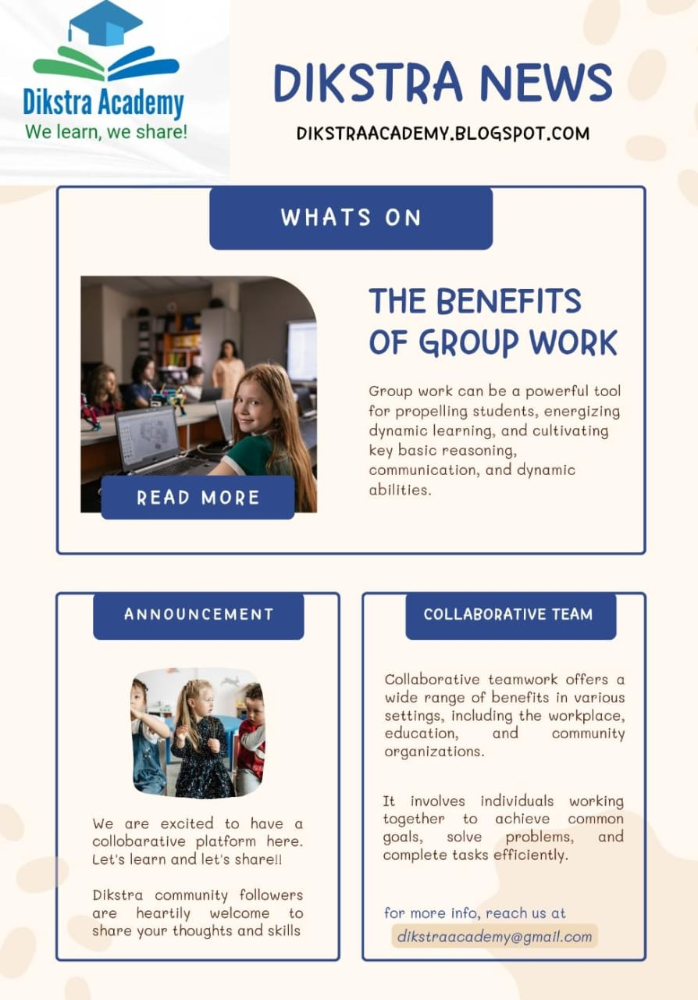 Dikstra Academy
We learn, we share!
DIKSTRA NEWS
DIKSTRAACADEMY.BLOGSPOT.COM
WHATS ON
READ MORE
THE BENEFITS
OF GROUP WORK
Group work can be a powerful tool
for propelling students, energizing
dynamic learning, and cultivating
key basic reasoning,
communication, and dynamic
abilities.
ANNOUNCEMENT
We are excited to have a
collobarative platform here.
Let's learn and let's share!!
Dikstra community followers
are heartily welcome to
share your thoughts and skills
COLLABORATIVE TEAM
Collaborative teamwork offers a
wide range of benefits in various
settings, including the workplace,
education, and community
organizations.
It involves individuals working
together to achieve common
goals, solve problems, and
complete tasks efficiently.
for more info, reach us at
dikstraacademy@gmail.com